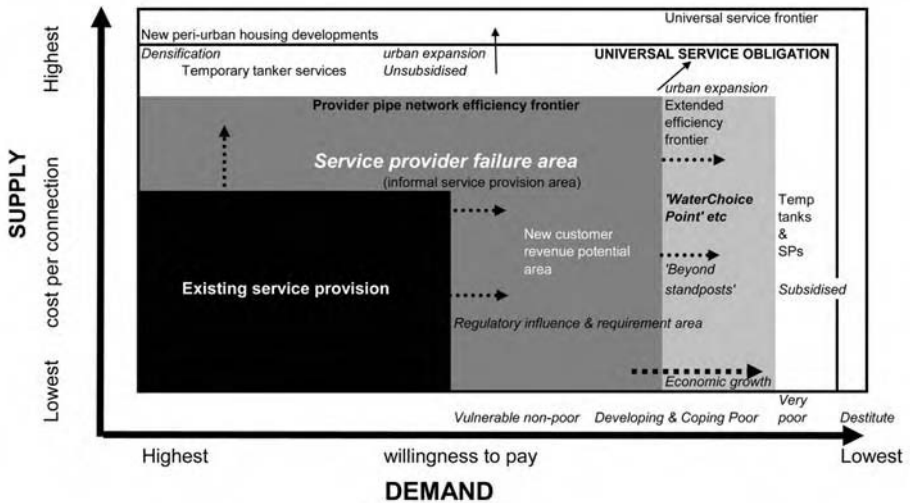 Universal service frontier
New peri-urban housing developments
Densification
urban expansion
UNIVERSAL SERVICE OBLIGATION
Temporary tanker services
Unsubsidised
urban expansion
Provider pipe network efficiency frontier
Extended
efficiency
frontier
Service provider failure area
(informal service provision area)
'WaterChoice
Point' etc
Temp
tanks
&
SPs
New customer
revenue potential
area
Existing service provision
'Beyond
standposts'
Subsidised
Regulatory influence & requirement area
Economic growth
Vulnerable non-poor
Developing & Coping Poor
Very
poor
Destitute
Highest
cost per connection
Lowest
SUPPLY
Highest
willingness to pay
Lowest
DEMAND